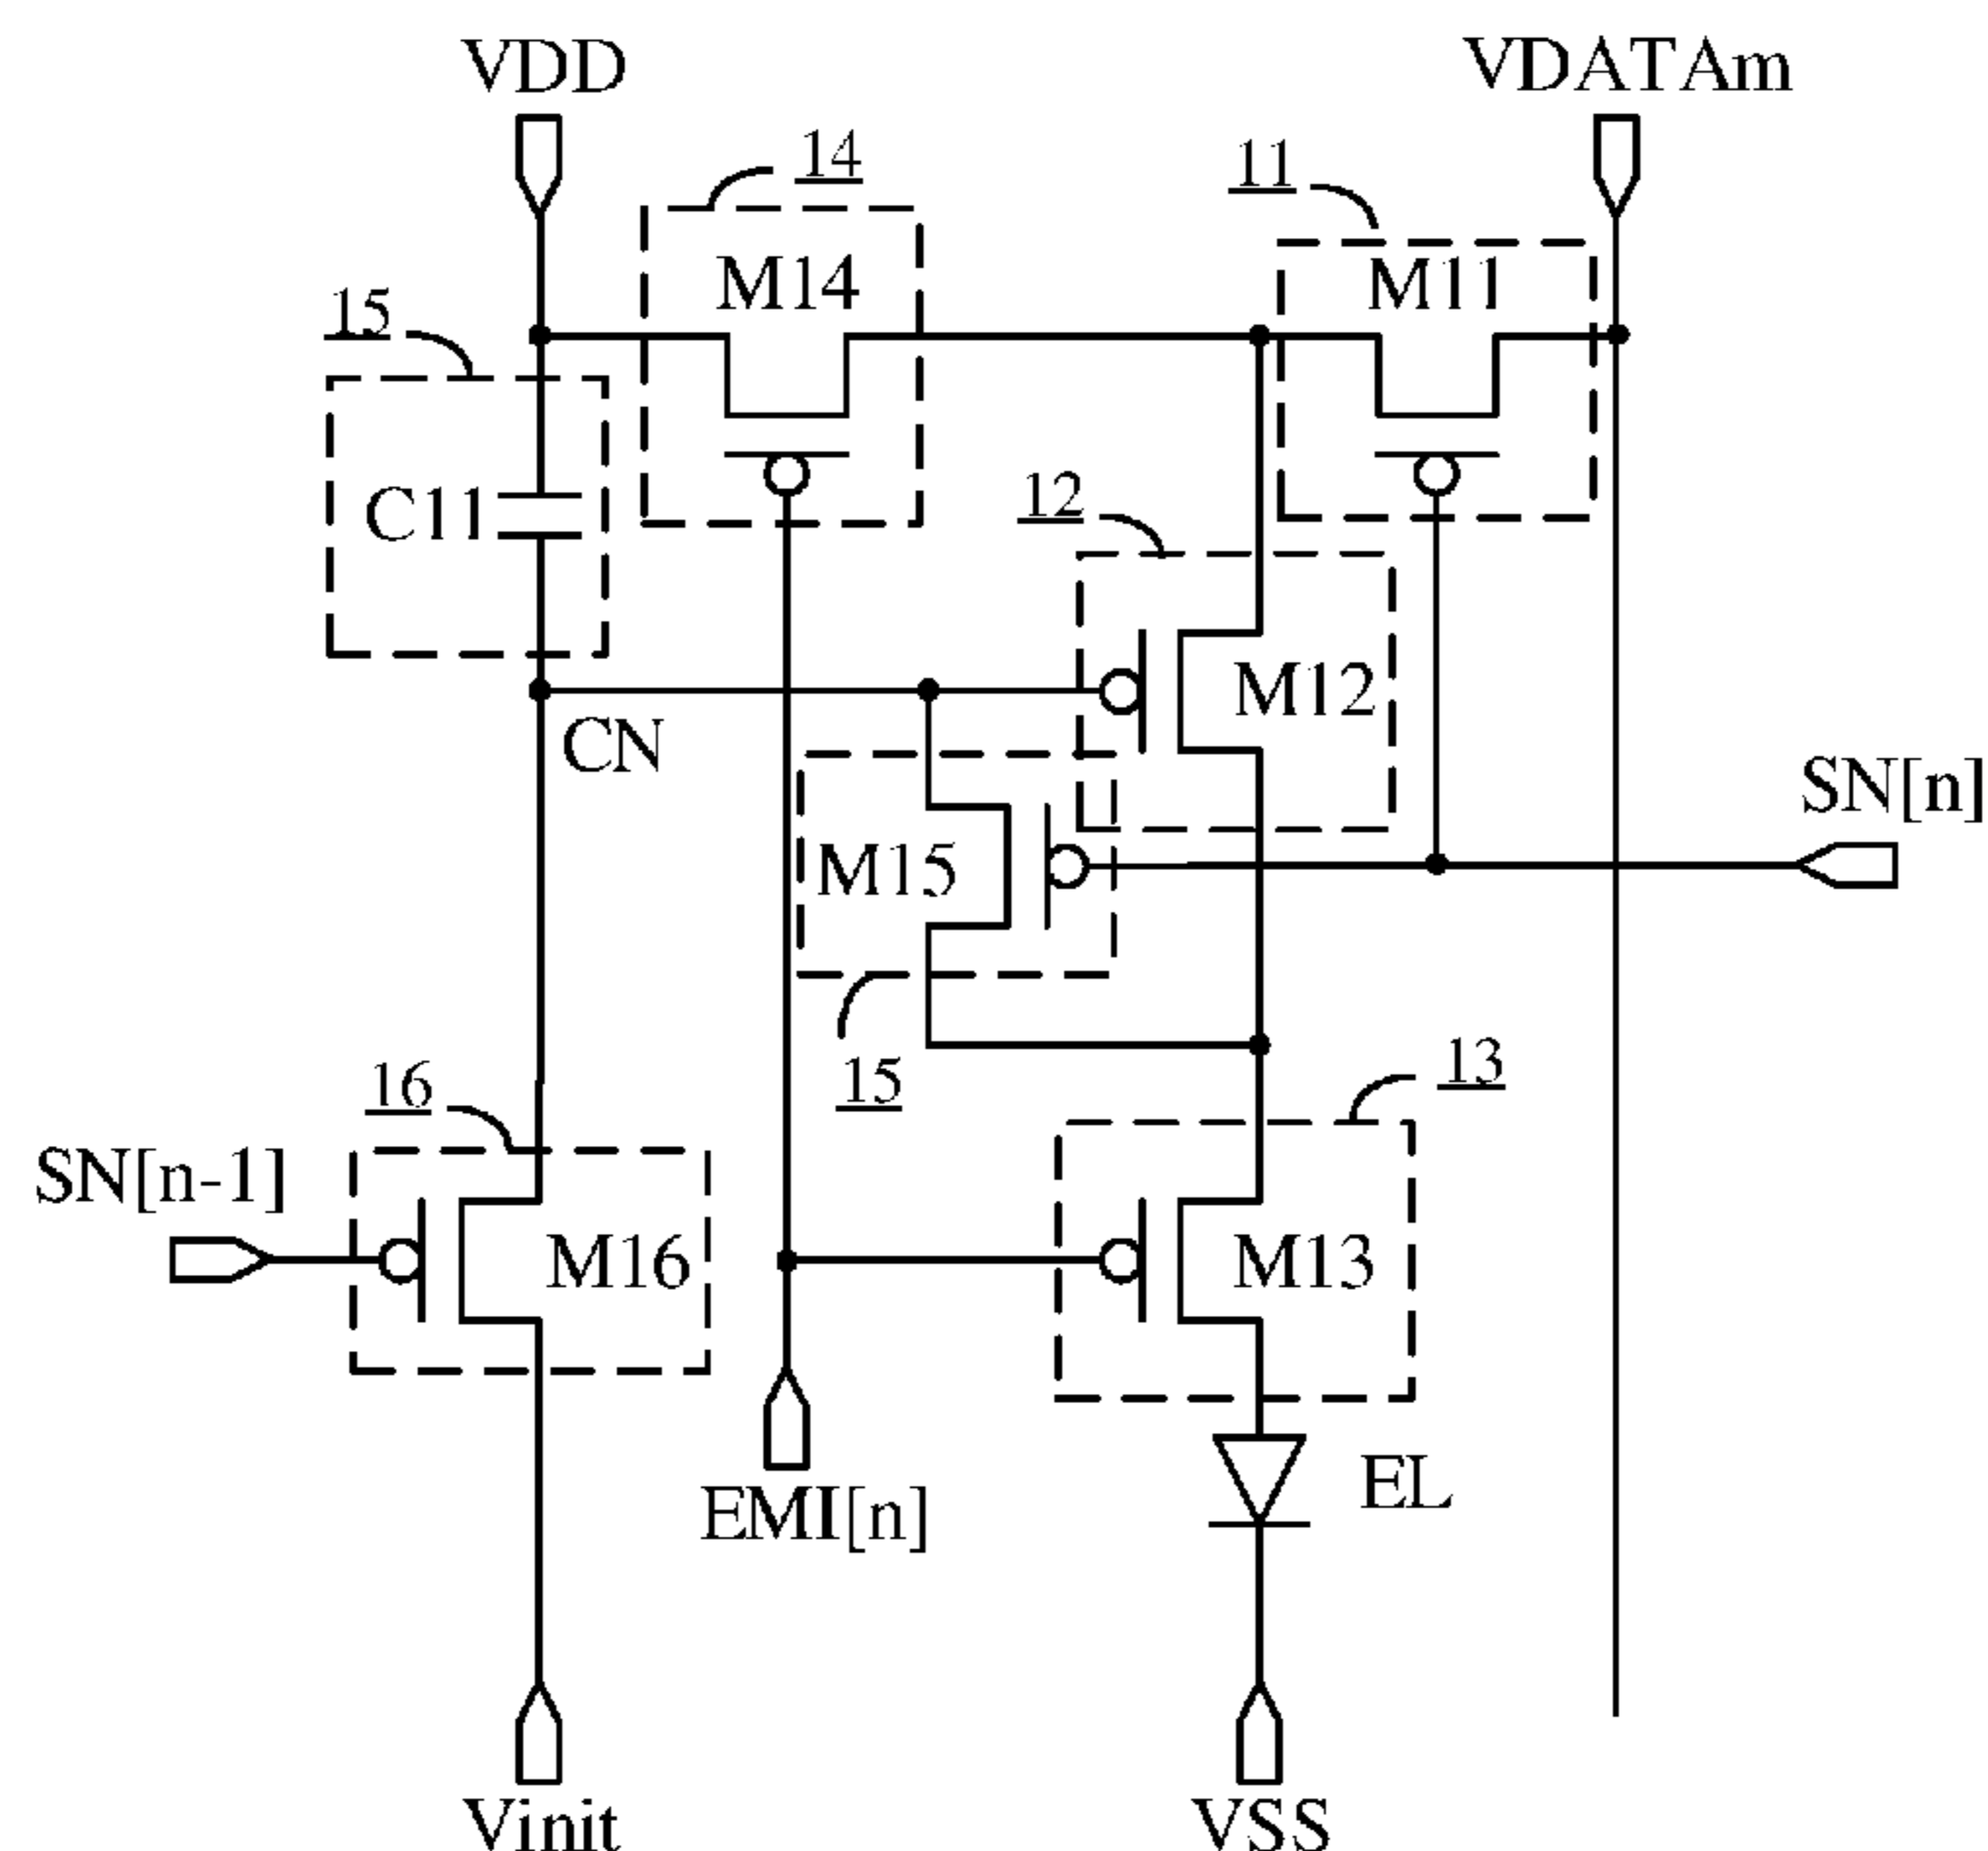 VDD
VDATAm
14
11
M14
M11
15
C11
12
M12
CN
SN[n]
M15
15
13
16
SN[n-1]
M16
M13
EL
EMI[n]
Vinit
VSS